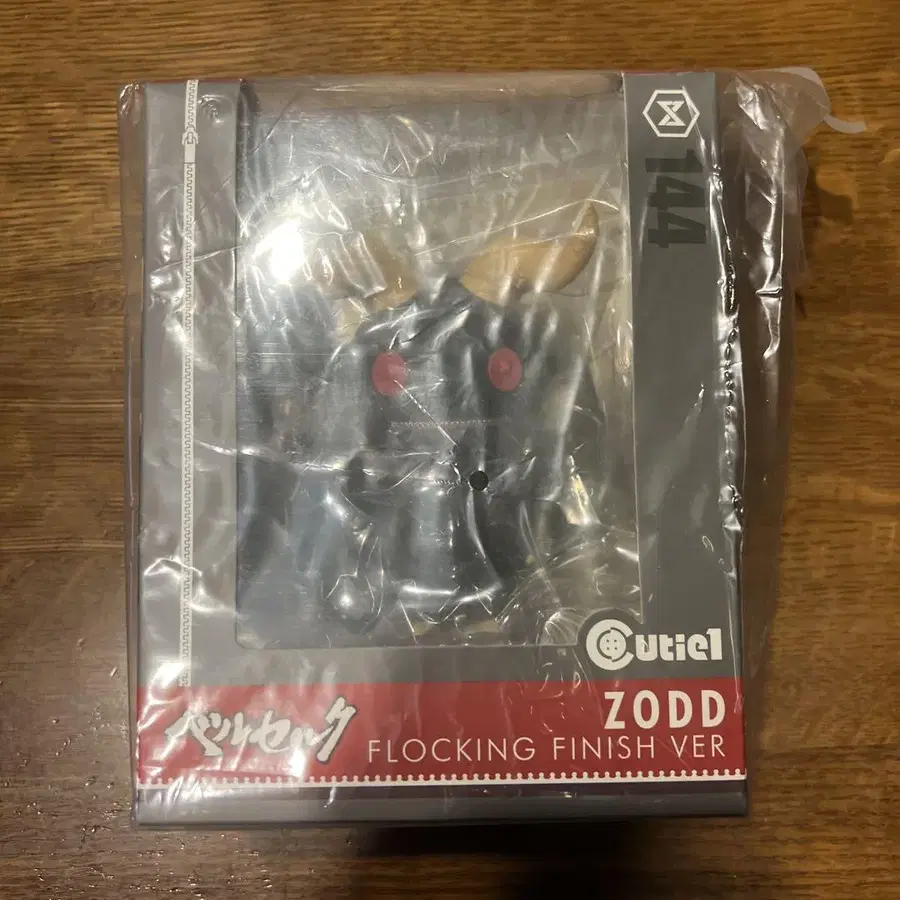 144
Cutie1
ZODD
ベルセルク
FLOCKING FINISH VER